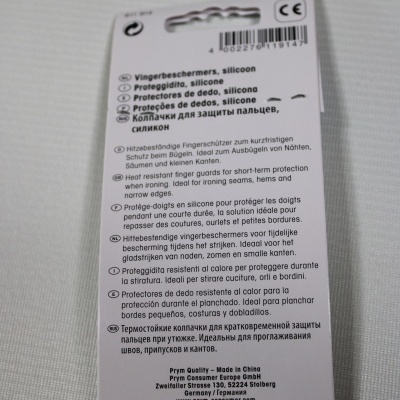 611 914
CE
4 002276 119147
NL Vingerbeschermers, silicoon
I Proteggidita, silicone
E Protectores de dedo, silicona
P Proteções de dedos, silicone
RUS Колпачки для защиты пальцев,
силикон
D Hitzebeständige Fingerschützer zum kurzfristigen
Schutz beim Bügeln. Ideal zum Ausbügeln von Nähten,
Säumen und kleinen Kanten.
GB Heat resistant finger guards for short-term protection
when ironing. Ideal for ironing seams, hems and
narrow edges.
F Protège-doigts en silicone pour protéger les doigts
pendant une courte durée, la solution idéale pour
repasser des coutures, ourlets et petites bordures.
NL Hittebestendige vingerbeschermers voor tijdelijke
bescherming tijdens het strijken. Ideaal voor het
gladstrijken van naden, zomen en smalle kanten.
I Proteggidita resistenti al calore per proteggere durante
la stiratura. Ideali per stirare cuciture, orli e bordini.
E Protectores de dedo resistente al calor para la
protección durante el planchado. Ideal para planchar
bordes pequeños, costuras y dobladillos.
RUS Термостойкие колпачки для кратковременной защиты
пальцев при утюжке. Идеальны для проглаживания
швов, припусков и кантов.
Prym Quality – Made in China
Prym Consumer Europe GmbH
Zweifaller Strasse 130, 52224 Stolberg
Germany / Германия